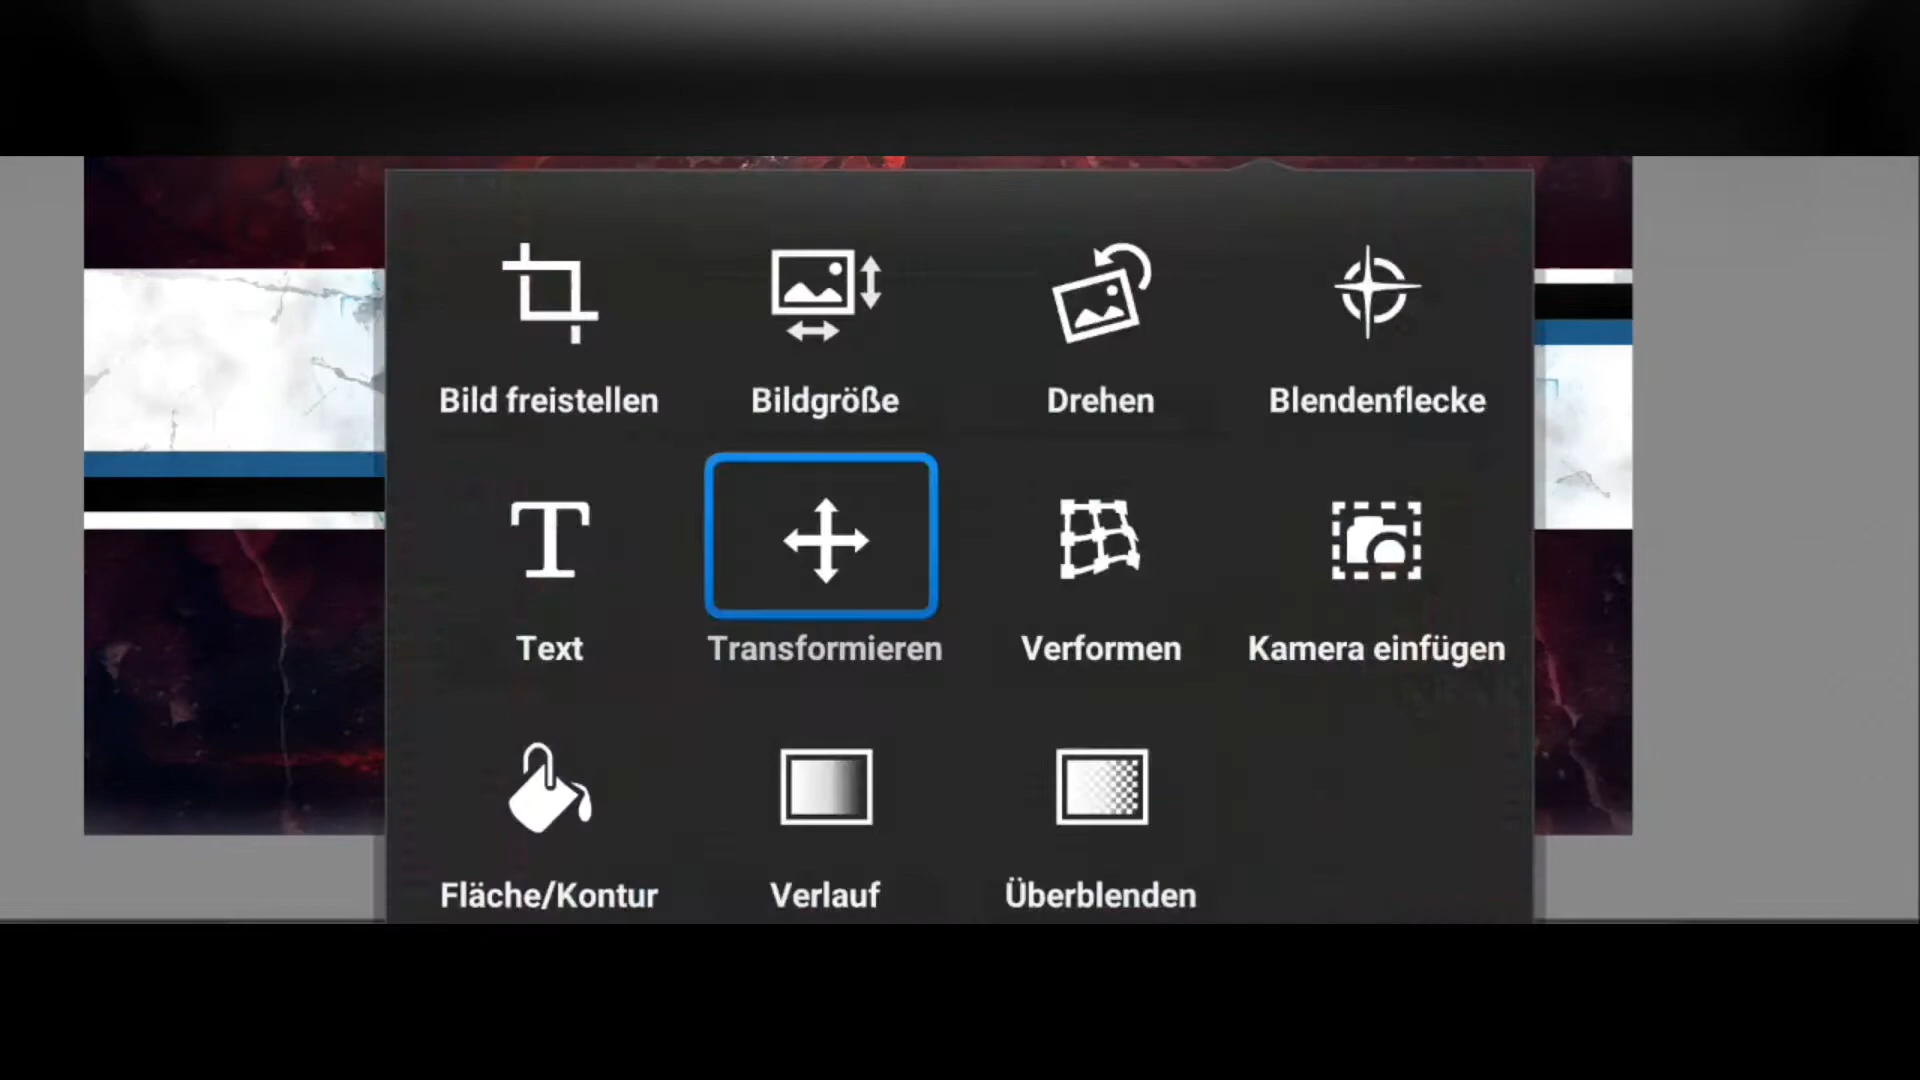 Bild freistellen
Bildgröße
Drehen
Blendenflecke
Text
Transformieren
Verformen
Kamera einfügen
Fläche/Kontur
Verlauf
Überblenden